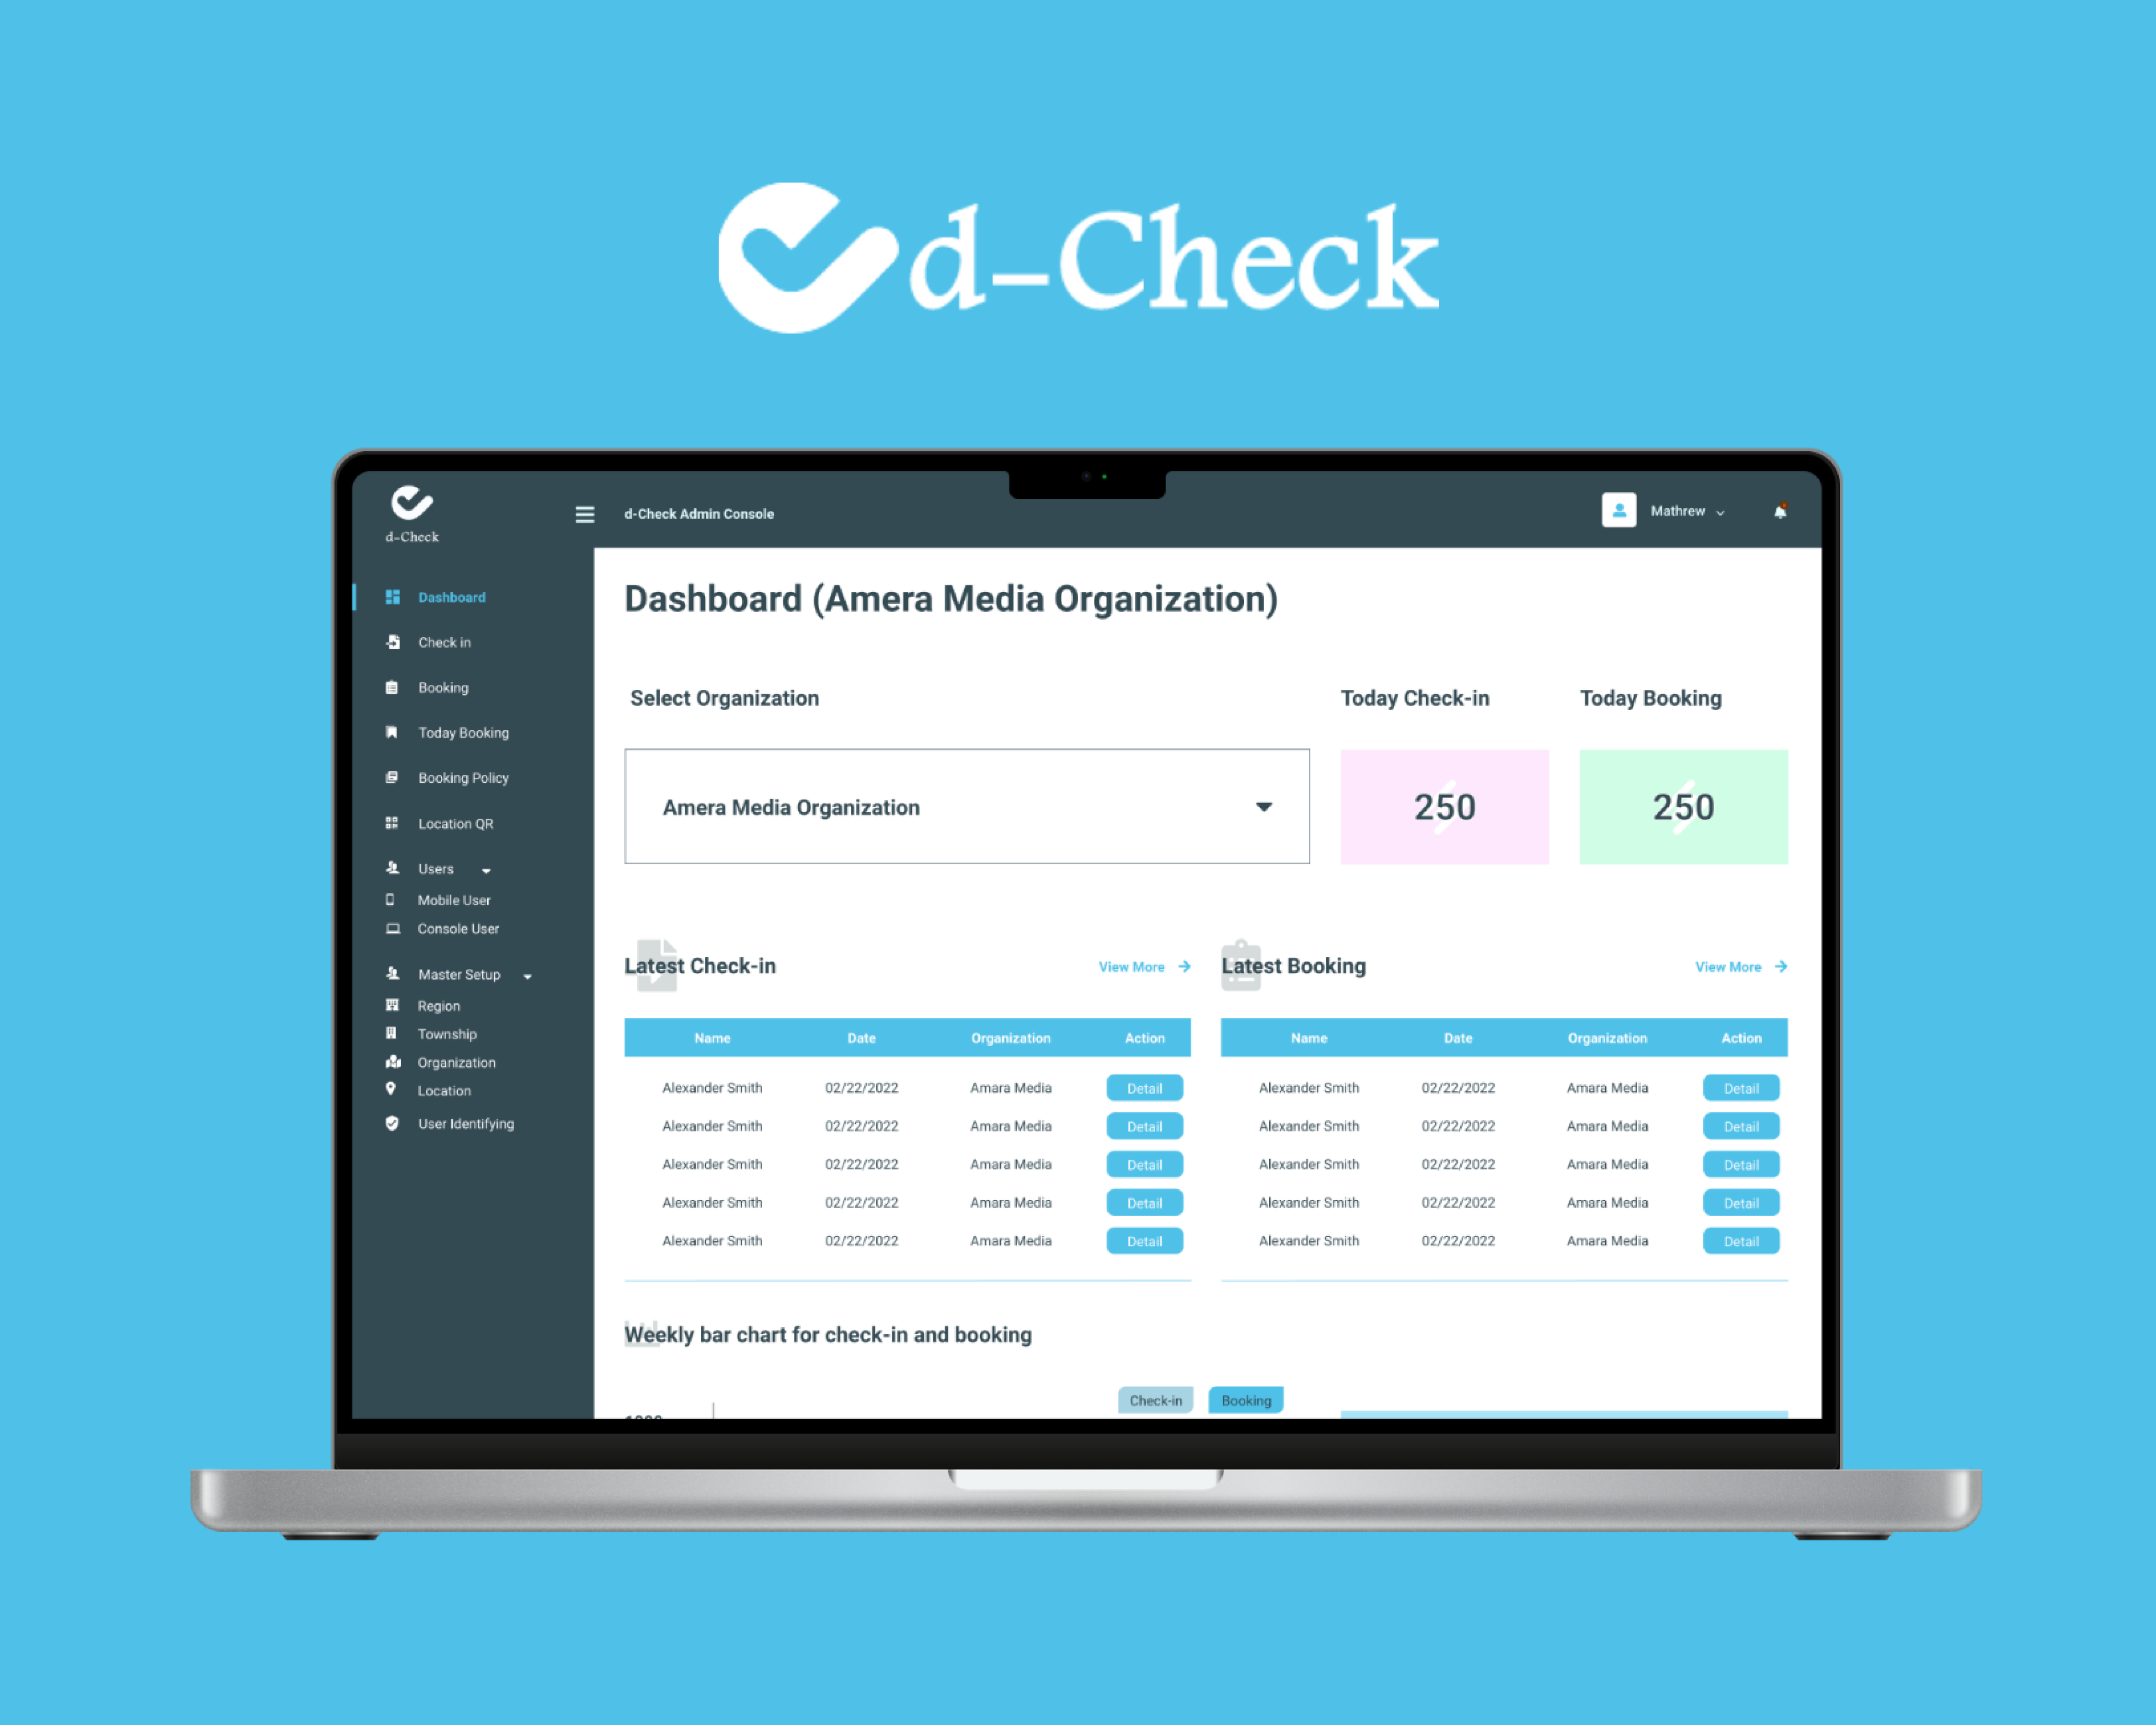 d-Check
d-Check
d-Check Admin Console
Mathrew
Dashboard
Check in
Booking
Today Booking
Booking Policy
Location QR
Users
Mobile User
Console User
Master Setup
Region
Township
Organization
Location
User Identifying
Dashboard (Amera Media Organization)
Select Organization
Today Check-in
Today Booking
Amera Media Organization
250
250
Latest Check-in
View More
Name Date Organization Action
Alexander Smith 02/22/2022 Amara Media Detail
Alexander Smith 02/22/2022 Amara Media Detail
Alexander Smith 02/22/2022 Amara Media Detail
Alexander Smith 02/22/2022 Amara Media Detail
Alexander Smith 02/22/2022 Amara Media Detail
Latest Booking
View More
Name Date Organization Action
Alexander Smith 02/22/2022 Amara Media Detail
Alexander Smith 02/22/2022 Amara Media Detail
Alexander Smith 02/22/2022 Amara Media Detail
Alexander Smith 02/22/2022 Amara Media Detail
Alexander Smith 02/22/2022 Amara Media Detail
Weekly bar chart for check-in and booking
Check-in
Booking